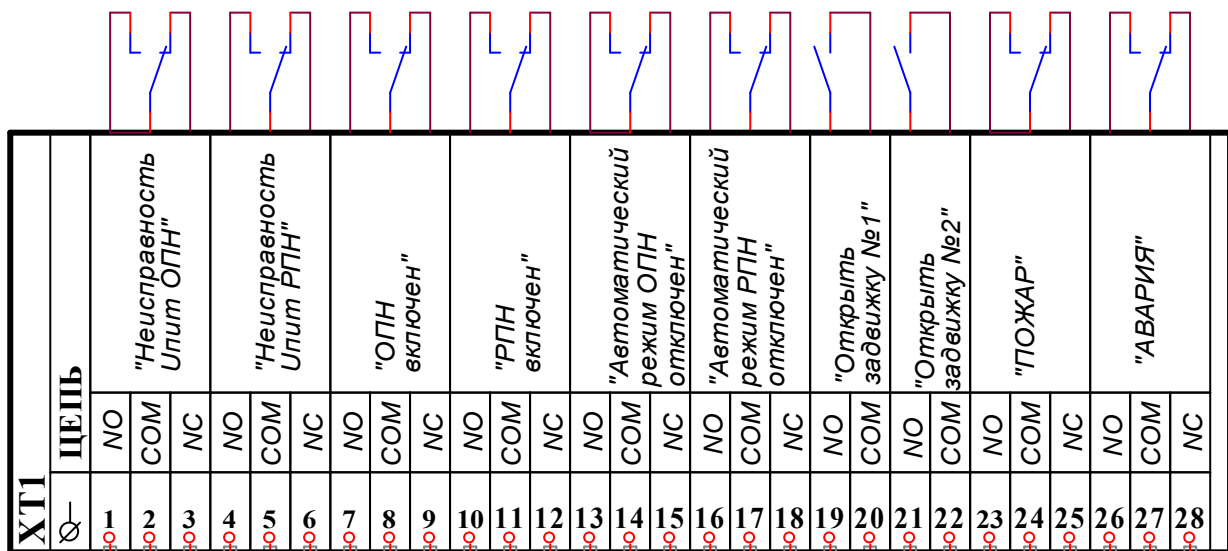 XT1
ЦЕПЬ
"Неисправность
Uпит ОПН"
"Неисправность
Uпит РПН"
"ОПН
включен"
"РПН
включен"
"Автоматический
режим ОПН
отключен"
"Автоматический
режим РПН
отключен"
"Открыть
задвижку №1"
"Открыть
задвижку №2"
"ПОЖАР"
"АВАРИЯ"
NO COM NC NO COM NC NO COM NC NO COM NC NO COM NC NO COM NC NO COM NO COM NO COM NC NO COM NC
1 2 3 4 5 6 7 8 9 10 11 12 13 14 15 16 17 18 19 20 21 22 23 24 25 26 27 28